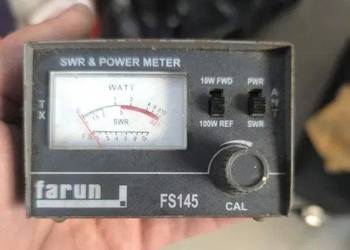 SWR & POWER METER
WATT
SWR
TX
10W FWD
PWR
ANT
100W REF
SWR
farun
FS145
CAL